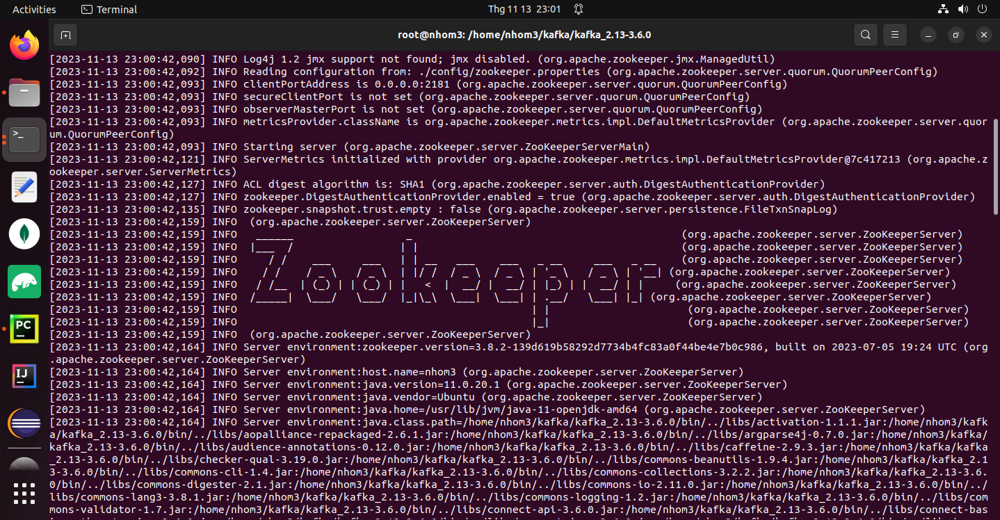 Activities
Terminal
Thg 11 13 23:01
root@nhom3: /home/nhom3/kafka/kafka_2.13-3.6.0
[2023-11-13 23:00:42,090] INFO Log4j 1.2 jmx support not found; jmx disabled. (org.apache.zookeeper.jmx.ManagedUtil)
[2023-11-13 23:00:42,092] INFO Reading configuration from: ./config/zookeeper.properties (org.apache.zookeeper.server.quorum.QuorumPeerConfig)
[2023-11-13 23:00:42,093] INFO clientPortAddress is 0.0.0.0:2181 (org.apache.zookeeper.server.quorum.QuorumPeerConfig)
[2023-11-13 23:00:42,093] INFO secureClientPort is not set (org.apache.zookeeper.server.quorum.QuorumPeerConfig)
[2023-11-13 23:00:42,093] INFO observerMasterPort is not set (org.apache.zookeeper.server.quorum.QuorumPeerConfig)
[2023-11-13 23:00:42,093] INFO metricsProvider.className is org.apache.zookeeper.metrics.impl.DefaultMetricsProvider (org.apache.zookeeper.server.quor
um.QuorumPeerConfig)
[2023-11-13 23:00:42,093] INFO Starting server (org.apache.zookeeper.server.ZooKeeperServerMain)
[2023-11-13 23:00:42,121] INFO ServerMetrics initialized with provider org.apache.zookeeper.metrics.impl.DefaultMetricsProvider@7c417213 (org.apache.z
ookeeper.server.ServerMetrics)
[2023-11-13 23:00:42,127] INFO ACL digest algorithm is: SHA1 (org.apache.zookeeper.server.auth.DigestAuthenticationProvider)
[2023-11-13 23:00:42,127] INFO zookeeper.DigestAuthenticationProvider.enabled = true (org.apache.zookeeper.server.auth.DigestAuthenticationProvider)
[2023-11-13 23:00:42,135] INFO zookeeper.snapshot.trust.empty : false (org.apache.zookeeper.server.persistence.FileTxnSnapLog)
[2023-11-13 23:00:42,159] INFO  (org.apache.zookeeper.server.ZooKeeperServer)
[2023-11-13 23:00:42,159] INFO   ______                  _                                           (org.apache.zookeeper.server.ZooKeeperServer)
[2023-11-13 23:00:42,159] INFO  |___  /                 | |                                          (org.apache.zookeeper.server.ZooKeeperServer)
[2023-11-13 23:00:42,159] INFO     / /    ___     ___   | | __   ___    ___   _ __     ___   _ __    (org.apache.zookeeper.server.ZooKeeperServer)
[2023-11-13 23:00:42,159] INFO    / /    / _ \   / _ \  | |/ /  / _ \  / _ \ | '_ \   / _ \ | '__| (org.apache.zookeeper.server.ZooKeeperServer)
[2023-11-13 23:00:42,159] INFO   / /__  | (_) | | (_) | |   <  |  __/ |  __/ | |_) | |  __/ | |     (org.apache.zookeeper.server.ZooKeeperServer)
[2023-11-13 23:00:42,159] INFO  /_____|  \___/   \___/  |_|\_\  \___|  \___| | .__/   \___| |_| (org.apache.zookeeper.server.ZooKeeperServer)
[2023-11-13 23:00:42,159] INFO                                               | |                      (org.apache.zookeeper.server.ZooKeeperServer)
[2023-11-13 23:00:42,159] INFO                                               |_|                      (org.apache.zookeeper.server.ZooKeeperServer)
[2023-11-13 23:00:42,159] INFO  (org.apache.zookeeper.server.ZooKeeperServer)
[2023-11-13 23:00:42,164] INFO Server environment:zookeeper.version=3.8.2-139d619b58292d7734b4fc83a0f44be4e7b0c986, built on 2023-07-05 19:24 UTC (org
.apache.zookeeper.server.ZooKeeperServer)
[2023-11-13 23:00:42,164] INFO Server environment:host.name=nhom3 (org.apache.zookeeper.server.ZooKeeperServer)
[2023-11-13 23:00:42,164] INFO Server environment:java.version=11.0.20.1 (org.apache.zookeeper.server.ZooKeeperServer)
[2023-11-13 23:00:42,164] INFO Server environment:java.vendor=Ubuntu (org.apache.zookeeper.server.ZooKeeperServer)
[2023-11-13 23:00:42,164] INFO Server environment:java.home=/usr/lib/jvm/java-11-openjdk-amd64 (org.apache.zookeeper.server.ZooKeeperServer)
[2023-11-13 23:00:42,164] INFO Server environment:java.class.path=/home/nhom3/kafka/kafka_2.13-3.6.0/bin/../libs/activation-1.1.1.jar:/home/nhom3/kafk
a/kafka_2.13-3.6.0/bin/../libs/aopalliance-repackaged-2.6.1.jar:/home/nhom3/kafka/kafka_2.13-3.6.0/bin/../libs/argparse4j-0.7.0.jar:/home/nhom3/kafka/
kafka_2.13-3.6.0/bin/../libs/audience-annotations-0.12.0.jar:/home/nhom3/kafka/kafka_2.13-3.6.0/bin/../libs/caffeine-2.9.3.jar:/home/nhom3/kafka/kafka
_2.13-3.6.0/bin/../libs/checker-qual-3.19.0.jar:/home/nhom3/kafka/kafka_2.13-3.6.0/bin/../libs/commons-beanutils-1.9.4.jar:/home/nhom3/kafka/kafka_2.1
3-3.6.0/bin/../libs/commons-cli-1.4.jar:/home/nhom3/kafka/kafka_2.13-3.6.0/bin/../libs/commons-collections-3.2.2.jar:/home/nhom3/kafka/kafka_2.13-3.6.
0/bin/../libs/commons-digester-2.1.jar:/home/nhom3/kafka/kafka_2.13-3.6.0/bin/../libs/commons-io-2.11.0.jar:/home/nhom3/kafka/kafka_2.13-3.6.0/bin/../
libs/commons-lang3-3.8.1.jar:/home/nhom3/kafka/kafka_2.13-3.6.0/bin/../libs/commons-logging-1.2.jar:/home/nhom3/kafka/kafka_2.13-3.6.0/bin/../libs/com
mons-validator-1.7.jar:/home/nhom3/kafka/kafka_2.13-3.6.0/bin/../libs/connect-api-3.6.0.jar:/home/nhom3/kafka/kafka_2.13-3.6.0/bin/../libs/connect-bas
PC
IJ